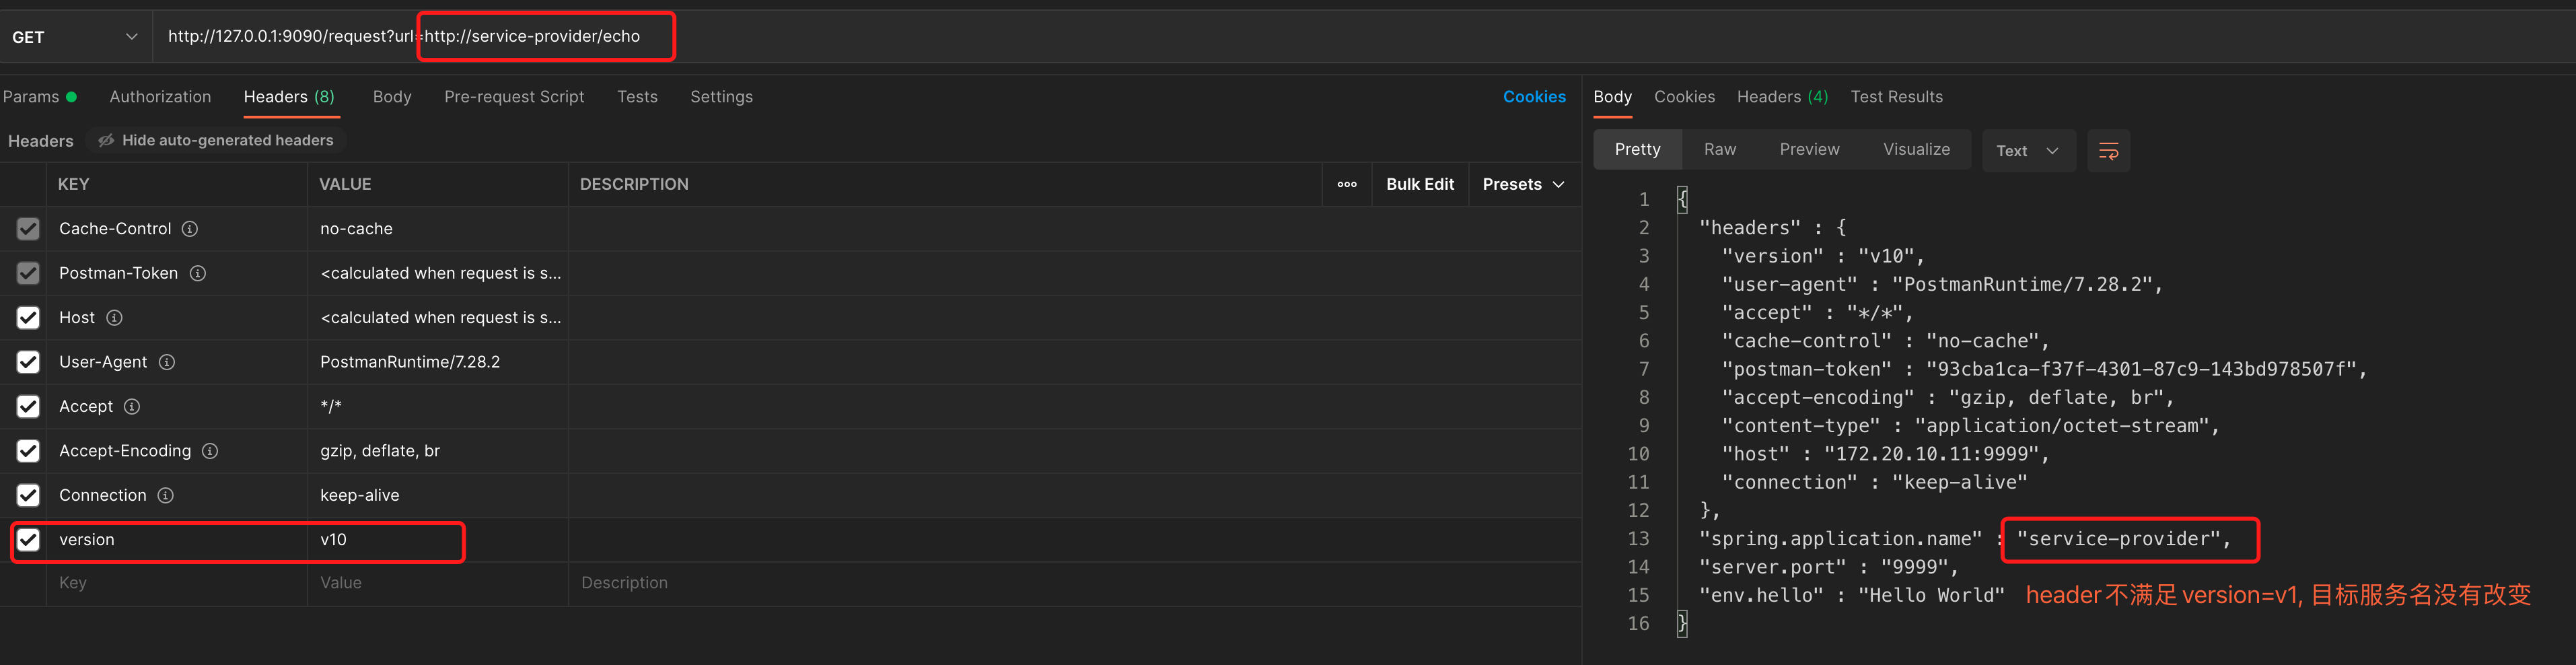 GET http://127.0.0.1:9090/request?url=http://service-provider/echo
Params Authorization Headers (8) Body Pre-request Script Tests Settings Cookies
Headers Hide auto-generated headers
KEY VALUE DESCRIPTION Bulk Edit Presets
Cache-Control no-cache
Postman-Token <calculated when request is s...
Host <calculated when request is s...
User-Agent PostmanRuntime/7.28.2
Accept */*
Accept-Encoding gzip, deflate, br
Connection keep-alive
version v10
Key Value Description
Body Cookies Headers (4) Test Results
Pretty Raw Preview Visualize Text
1 {
2 "headers" : {
3 "version" : "v10",
4 "user-agent" : "PostmanRuntime/7.28.2",
5 "accept" : "*/*",
6 "cache-control" : "no-cache",
7 "postman-token" : "93cba1ca-f37f-4301-87c9-143bd978507f",
8 "accept-encoding" : "gzip, deflate, br",
9 "content-type" : "application/octet-stream",
10 "host" : "172.20.10.11:9999",
11 "connection" : "keep-alive"
12 },
13 "spring.application.name" : "service-provider",
14 "server.port" : "9999",
15 "env.hello" : "Hello World" header不满足version=v1, 目标服务名没有改变
16 }